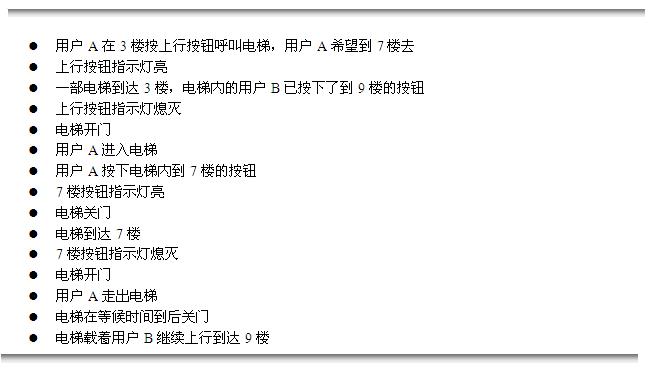 ● 用户 A 在 3 楼按上行按钮呼叫电梯，用户 A 希望到 7 楼去
● 上行按钮指示灯亮
● 一部电梯到达 3 楼，电梯内的用户 B 已按下了到 9 楼的按钮
● 上行按钮指示灯熄灭
● 电梯开门
● 用户 A 进入电梯
● 用户 A 按下电梯内到 7 楼的按钮
● 7 楼按钮指示灯亮
● 电梯关门
● 电梯到达 7 楼
● 7 楼按钮指示灯熄灭
● 电梯开门
● 用户 A 走出电梯
● 电梯在等候时间到后关门
● 电梯载着用户 B 继续上行到达 9 楼